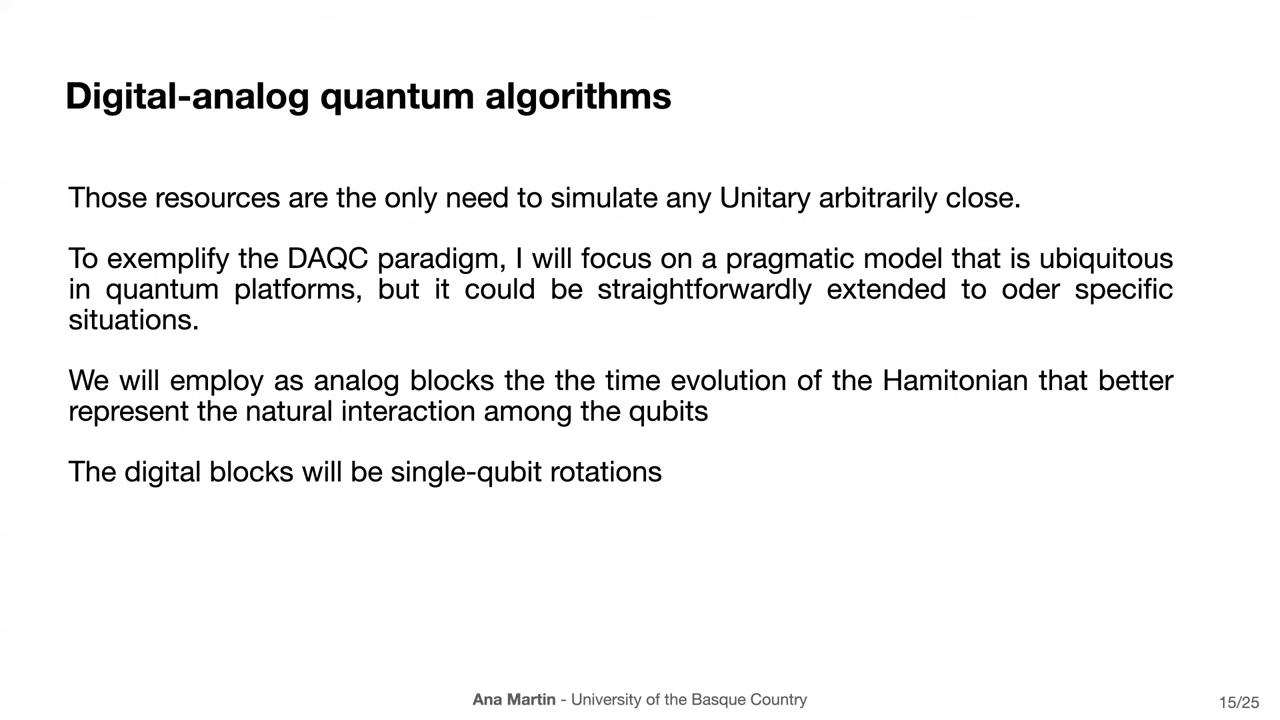 Digital-analog quantum algorithms
Those resources are the only need to simulate any Unitary arbitrarily close.
To exemplify the DAQC paradigm, I will focus on a pragmatic model that is ubiquitous
in quantum platforms, but it could be straightforwardly extended to oder specific
situations.
We will employ as analog blocks the the time evolution of the Hamitonian that better
represent the natural interaction among the qubits
The digital blocks will be single-qubit rotations
Ana Martin - University of the Basque Country
15/25